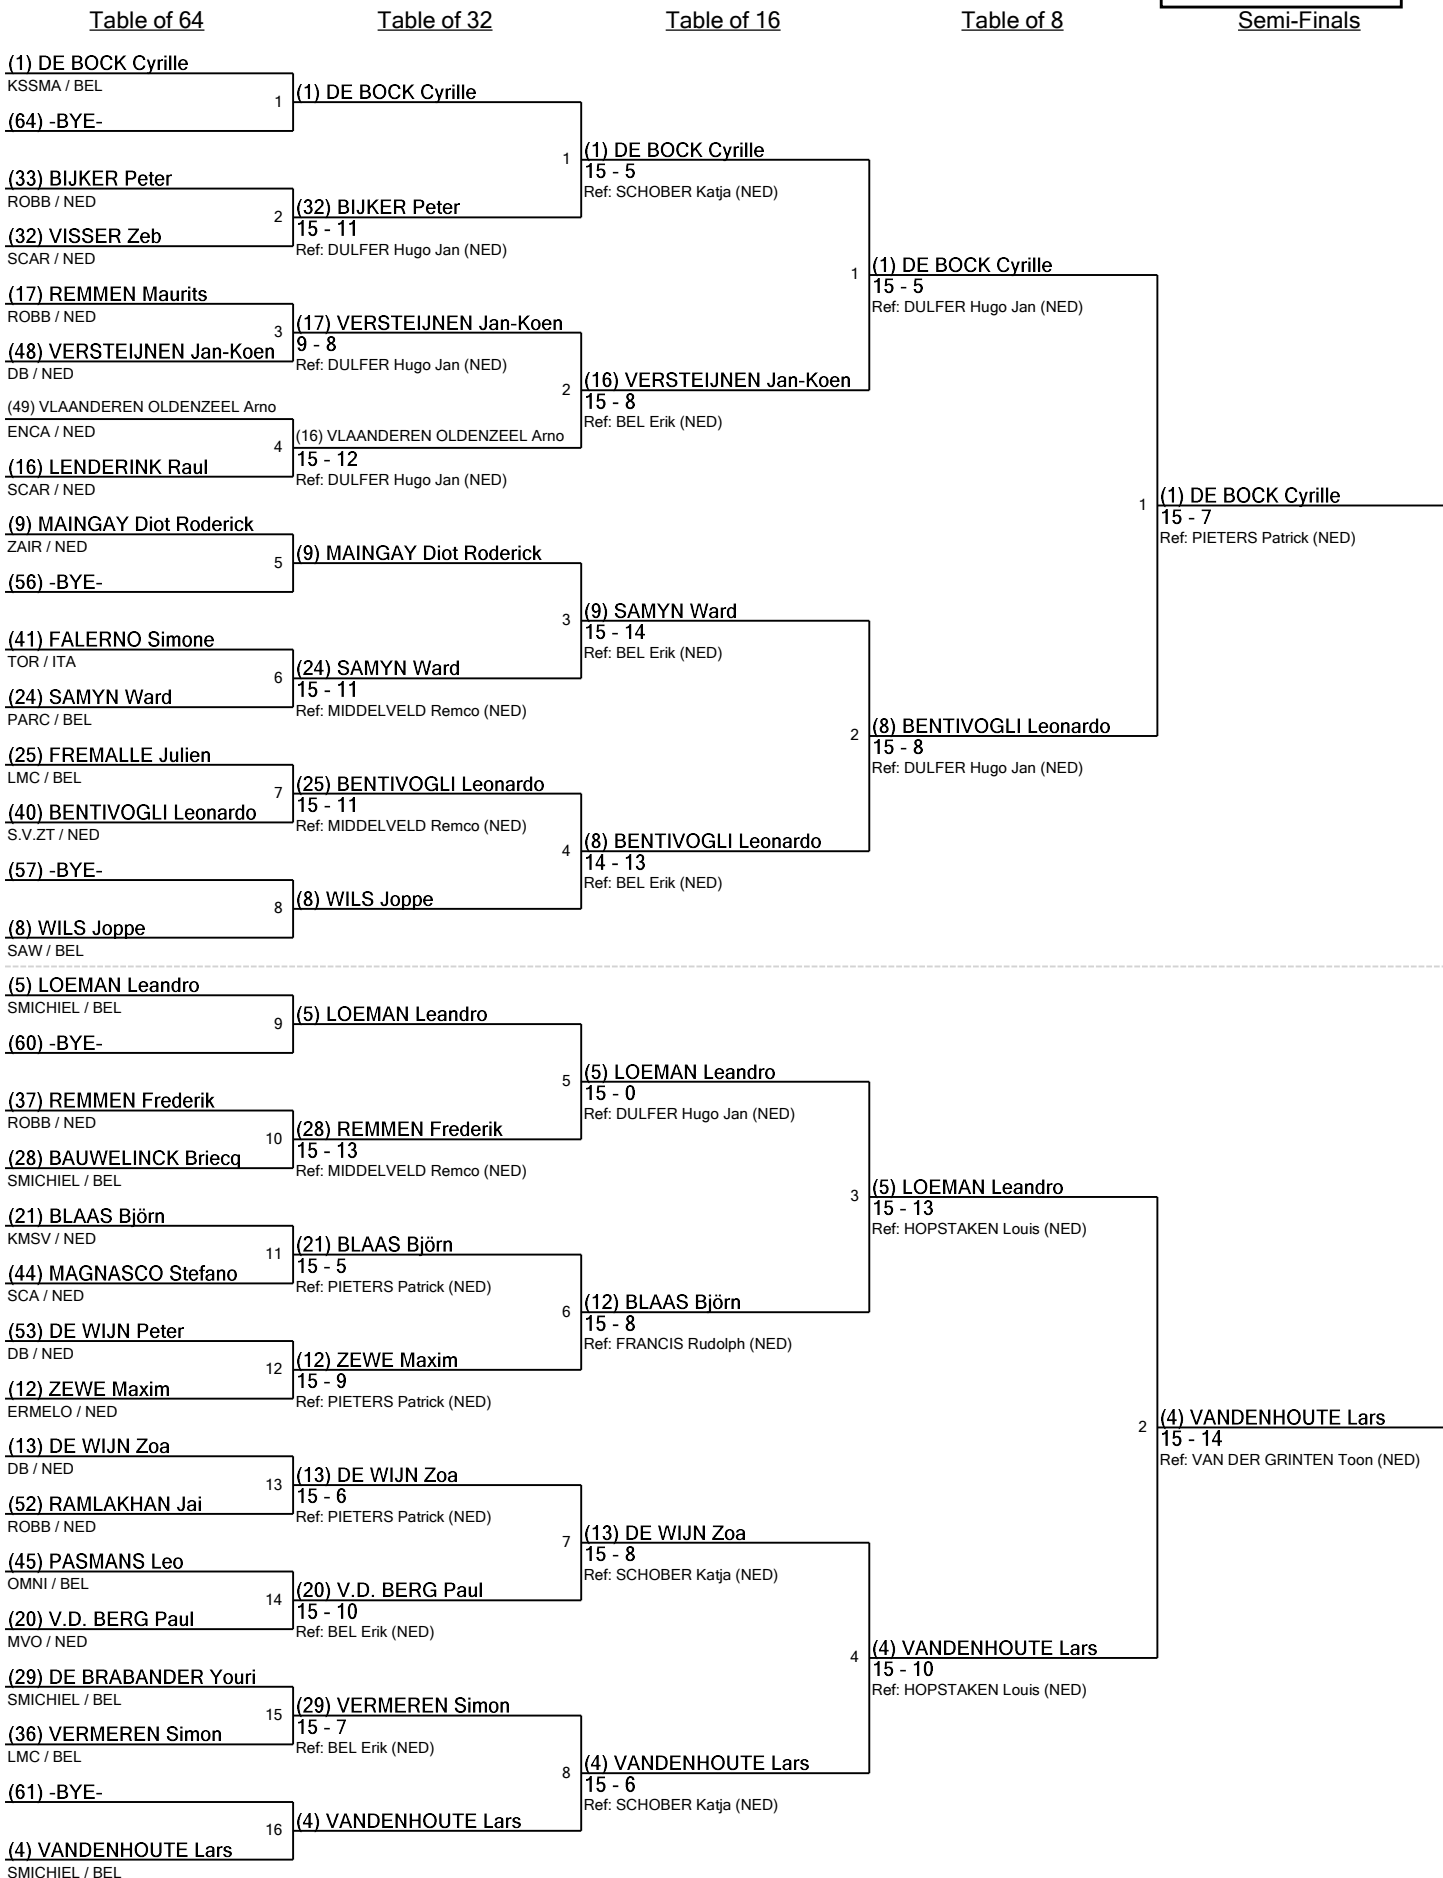 Table of 64
Table of 32
Table of 16
Table of 8
Semi-Finals
(1) DE BOCK Cyrille
KSSMA / BEL
1
(64) -BYE-
(33) BIJKER Peter
ROBB / NED
2
(32) VISSER Zeb
SCAR / NED
(17) REMMEN Maurits
ROBB / NED
3
(48) VERSTEIJNEN Jan-Koen
DB / NED
(49) VLAANDEREN OLDENZEEL Arno
ENCA / NED
4
(16) LENDERINK Raul
SCAR / NED
(9) MAINGAY Diot Roderick
ZAIR / NED
5
(56) -BYE-
(41) FALERNO Simone
TOR / ITA
6
(24) SAMYN Ward
PARC / BEL
(25) FREMALLE Julien
LMC / BEL
7
(40) BENTIVOGLI Leonardo
S.V.ZT / NED
(57) -BYE-
8
(8) WILS Joppe
SAW / BEL
(5) LOEMAN Leandro
SMICHIEL / BEL
9
(60) -BYE-
(37) REMMEN Frederik
ROBB / NED
10
(28) BAUWELINCK Briecq
SMICHIEL / BEL
(21) BLAAS Björn
KMSV / NED
11
(44) MAGNASCO Stefano
SCA / NED
(53) DE WIJN Peter
DB / NED
12
(12) ZEWE Maxim
ERMELO / NED
(13) DE WIJN Zoa
DB / NED
13
(52) RAMLAKHAN Jai
ROBB / NED
(45) PASMANS Leo
OMNI / BEL
14
(20) V.D. BERG Paul
MVO / NED
(29) DE BRABANDER Youri
SMICHIEL / BEL
15
(36) VERMEREN Simon
LMC / BEL
(61) -BYE-
16
(4) VANDENHOUTE Lars
SMICHIEL / BEL
(1) DE BOCK Cyrille
1
(32) BIJKER Peter
15 - 11
Ref: DULFER Hugo Jan (NED)
(17) VERSTEIJNEN Jan-Koen
9 - 8
Ref: DULFER Hugo Jan (NED)
2
(16) VLAANDEREN OLDENZEEL Arno
15 - 12
Ref: DULFER Hugo Jan (NED)
(9) MAINGAY Diot Roderick
3
(24) SAMYN Ward
15 - 11
Ref: MIDDELVELD Remco (NED)
(25) BENTIVOGLI Leonardo
15 - 11
Ref: MIDDELVELD Remco (NED)
4
(8) WILS Joppe
(5) LOEMAN Leandro
5
(28) REMMEN Frederik
15 - 13
Ref: MIDDELVELD Remco (NED)
(21) BLAAS Björn
15 - 5
Ref: PIETERS Patrick (NED)
6
(12) ZEWE Maxim
15 - 9
Ref: PIETERS Patrick (NED)
(13) DE WIJN Zoa
15 - 6
Ref: PIETERS Patrick (NED)
7
(20) V.D. BERG Paul
15 - 10
Ref: BEL Erik (NED)
(29) VERMEREN Simon
15 - 7
Ref: BEL Erik (NED)
8
(4) VANDENHOUTE Lars
(1) DE BOCK Cyrille
15 - 5
Ref: SCHOBER Katja (NED)
1
(16) VERSTEIJNEN Jan-Koen
15 - 8
Ref: BEL Erik (NED)
(9) SAMYN Ward
15 - 14
Ref: BEL Erik (NED)
2
(8) BENTIVOGLI Leonardo
14 - 13
Ref: BEL Erik (NED)
(5) LOEMAN Leandro
15 - 0
Ref: DULFER Hugo Jan (NED)
3
(12) BLAAS Björn
15 - 8
Ref: FRANCIS Rudolph (NED)
(13) DE WIJN Zoa
15 - 8
Ref: SCHOBER Katja (NED)
4
(4) VANDENHOUTE Lars
15 - 6
Ref: SCHOBER Katja (NED)
(1) DE BOCK Cyrille
15 - 5
Ref: DULFER Hugo Jan (NED)
1
(8) BENTIVOGLI Leonardo
15 - 8
Ref: DULFER Hugo Jan (NED)
(5) LOEMAN Leandro
15 - 13
Ref: HOPSTAKEN Louis (NED)
2
(4) VANDENHOUTE Lars
15 - 10
Ref: HOPSTAKEN Louis (NED)
(1) DE BOCK Cyrille
15 - 7
Ref: PIETERS Patrick (NED)
(4) VANDENHOUTE Lars
15 - 14
Ref: VAN DER GRINTEN Toon (NED)